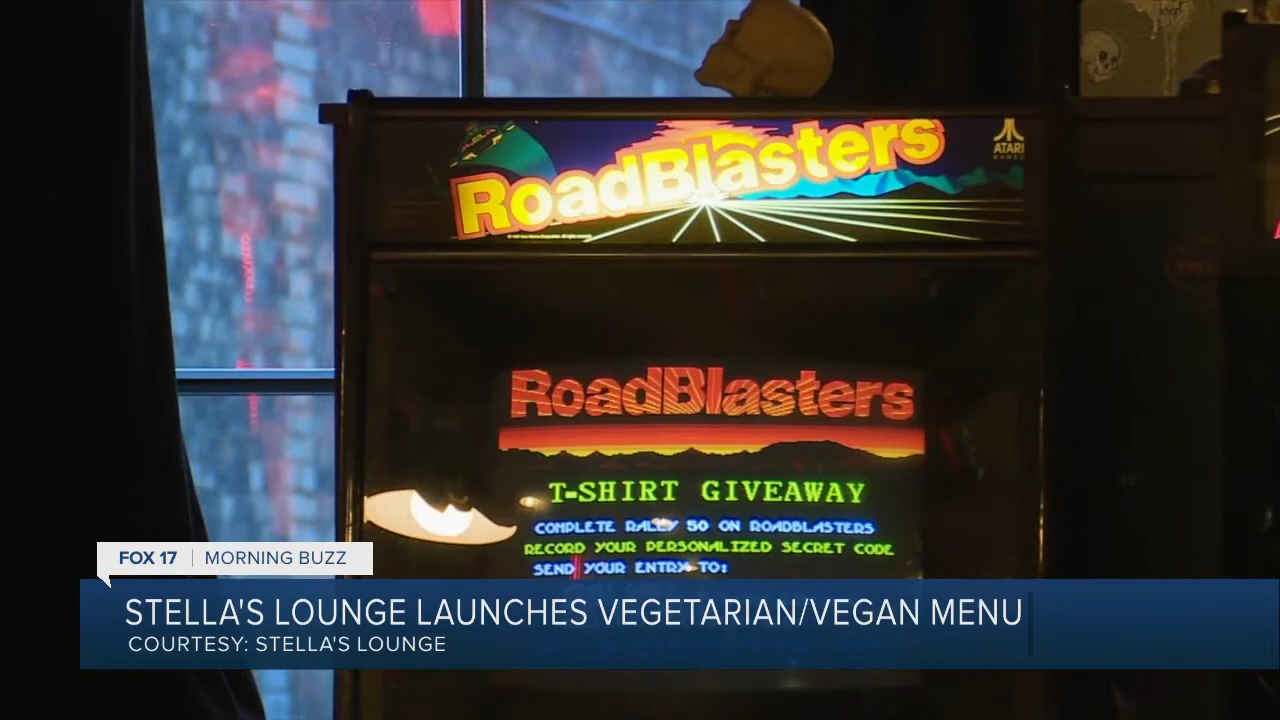 RoadBlasters
ATARI
GAMES
RoadBlasters
T-SHIRT GIVEAWAY
COMPLETE RALLY 50 ON ROADBLASTERS
RECORD YOUR PERSONALIZED SECRET CODE
SEND YOUR ENTRY TO:
FOX 17 | MORNING BUZZ
STELLA'S LOUNGE LAUNCHES VEGETARIAN/VEGAN MENU
COURTESY: STELLA'S LOUNGE